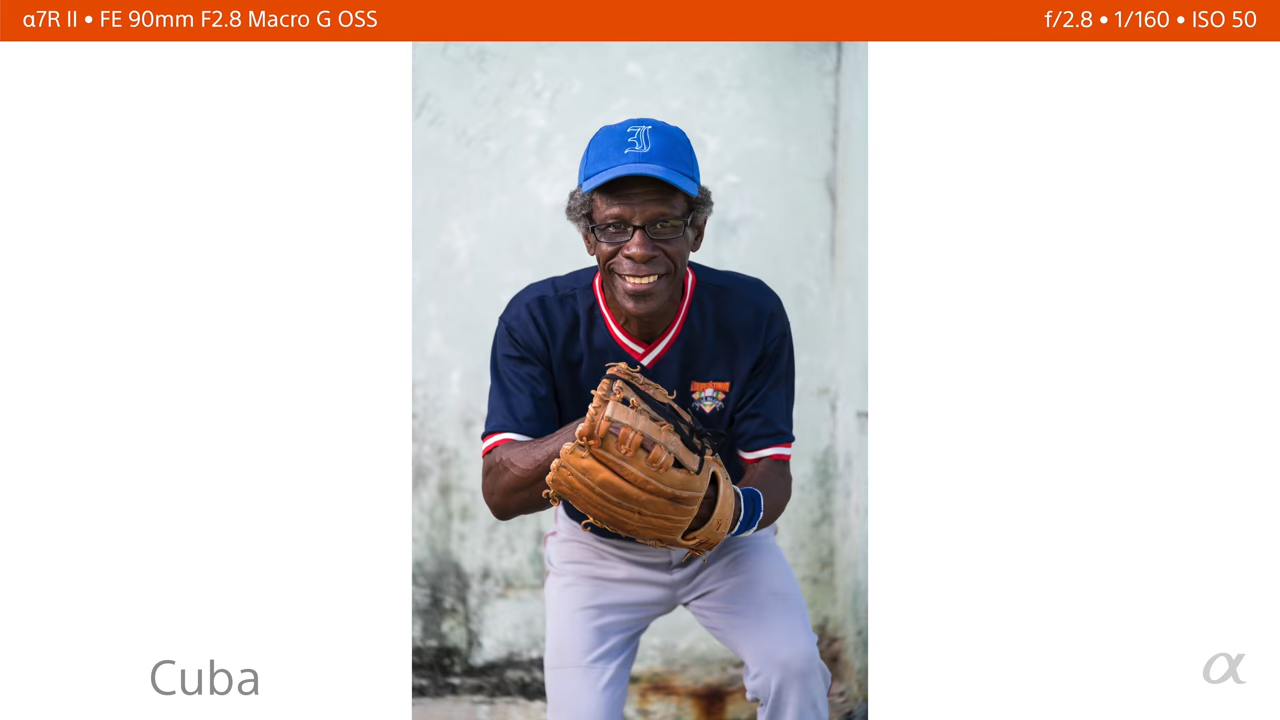 α7R II • FE 90mm F2.8 Macro G OSS
f/2.8 • 1/160 • ISO 50
Cuba
α